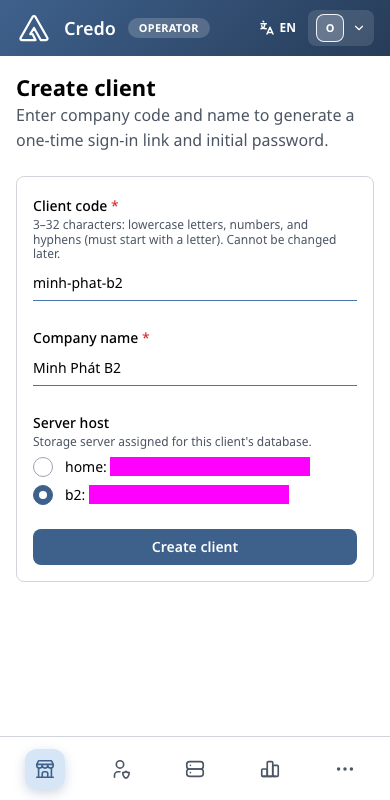 Credo
OPERATOR
EN
O
Create client
Enter company code and name to generate a
one-time sign-in link and initial password.
Client code *
3–32 characters: lowercase letters, numbers, and
hyphens (must start with a letter). Cannot be changed
later.
minh-phat-b2
Company name *
Minh Phát B2
Server host
Storage server assigned for this client's database.
home:
b2:
Create client